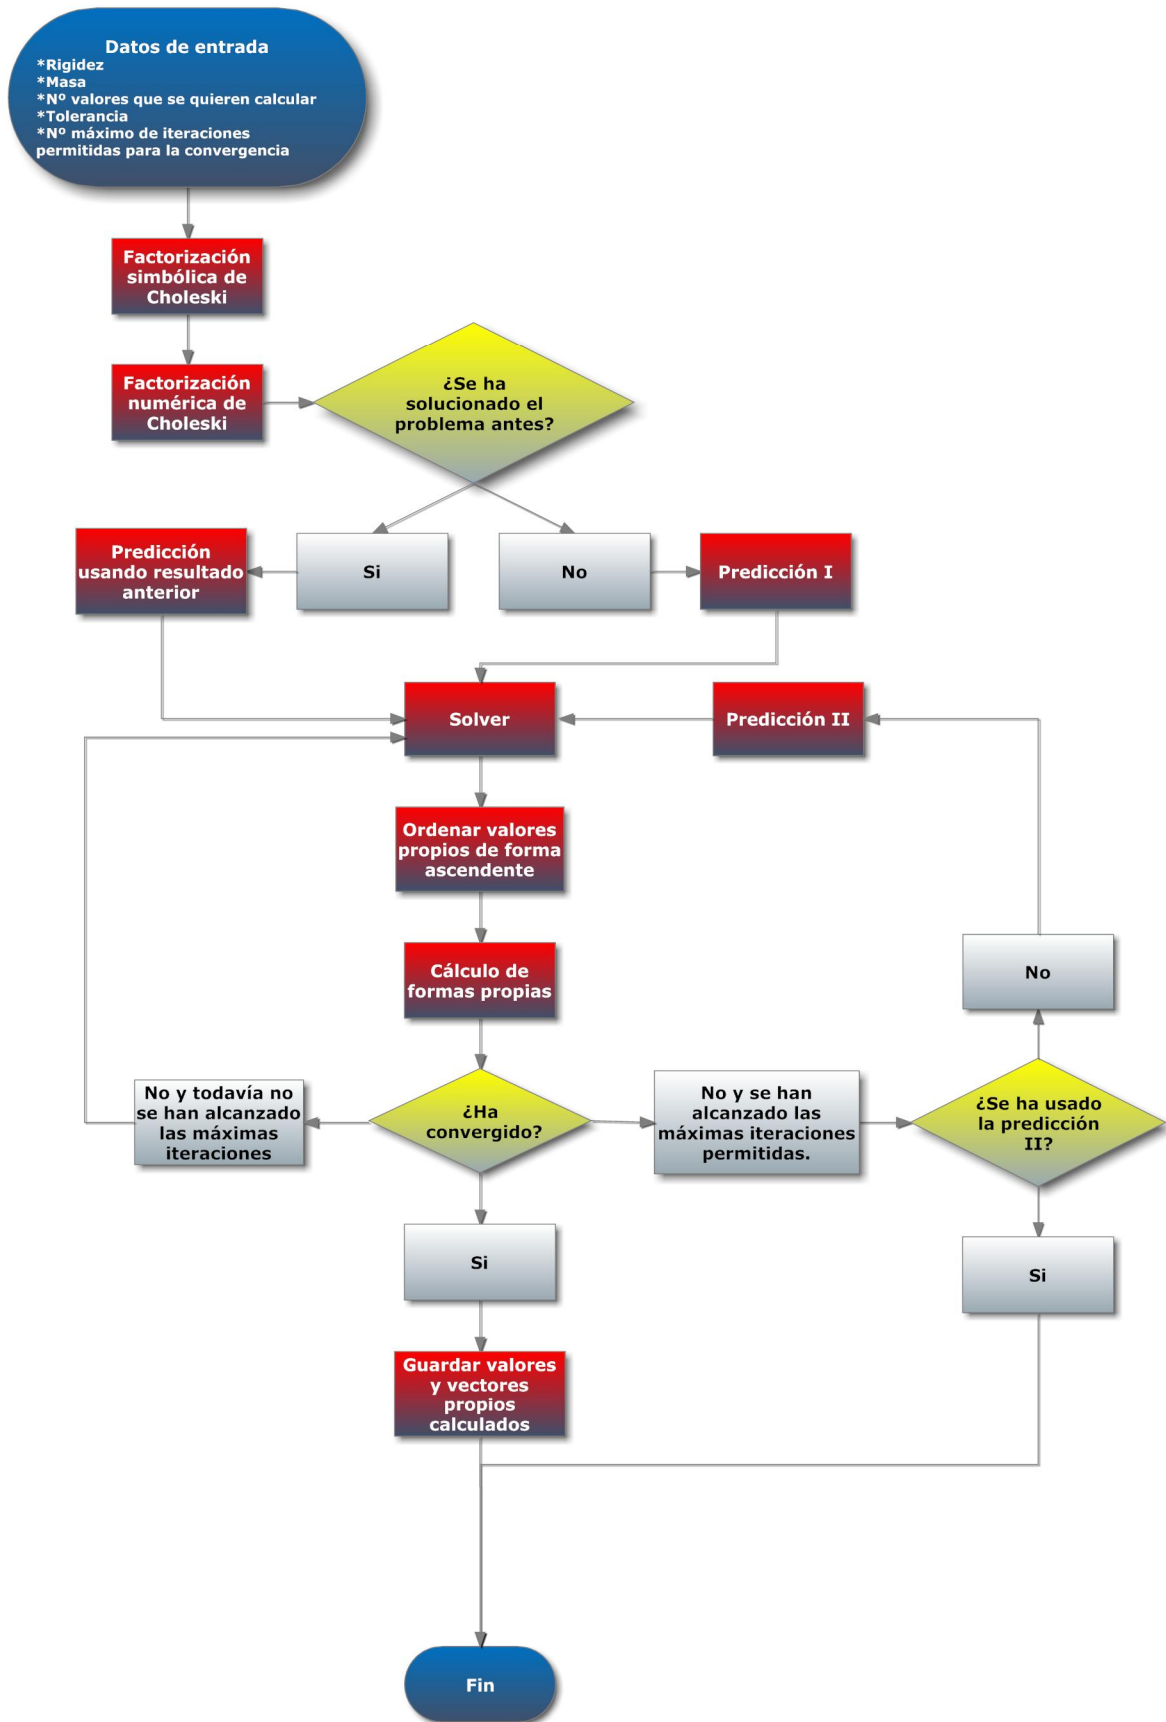 Datos de entrada
*Rigidez
*Masa
*Nº valores que se quieren calcular
*Tolerancia
*Nº máximo de iteraciones
permitidas para la convergencia
Factorización
simbólica de
Choleski
Factorización
numérica de
Choleski
¿Se ha
solucionado el
problema antes?
Predicción
usando resultado
anterior
Si
No
Predicción I
Solver
Predicción II
Ordenar valores
propios de forma
ascendente
Cálculo de
formas propias
No
No y todavía no
se han alcanzado
las máximas
iteraciones
¿Ha
convergido?
No y se han
alcanzado las
máximas iteraciones
permitidas.
¿Se ha usado
la predicción
II?
Si
Si
Guardar valores
y vectores
propios
calculados
Fin